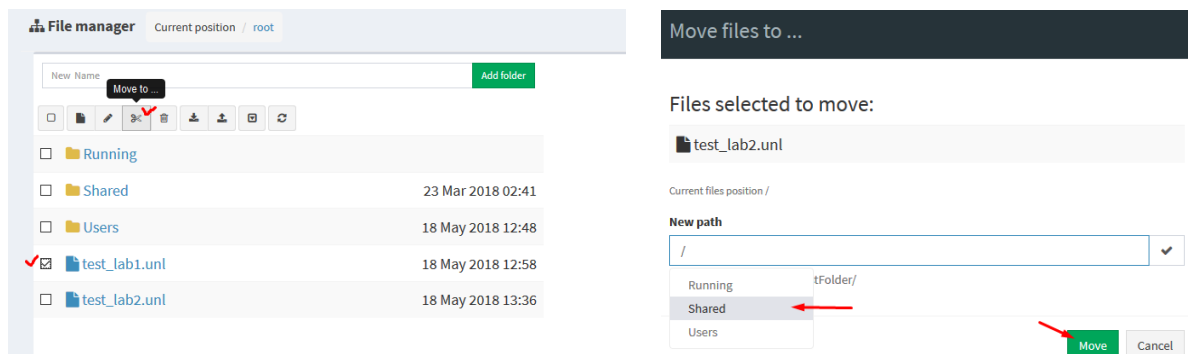 File manager Current position / root
New Name
Add folder
Move to ...
Running
Shared 23 Mar 2018 02:41
Users 18 May 2018 12:48
test_lab1.unl 18 May 2018 12:58
test_lab2.unl 18 May 2018 13:36
Move files to ...
Files selected to move:
test_lab2.unl
Current files position /
New path
/
tFolder/
Running
Shared
Users
Move Cancel